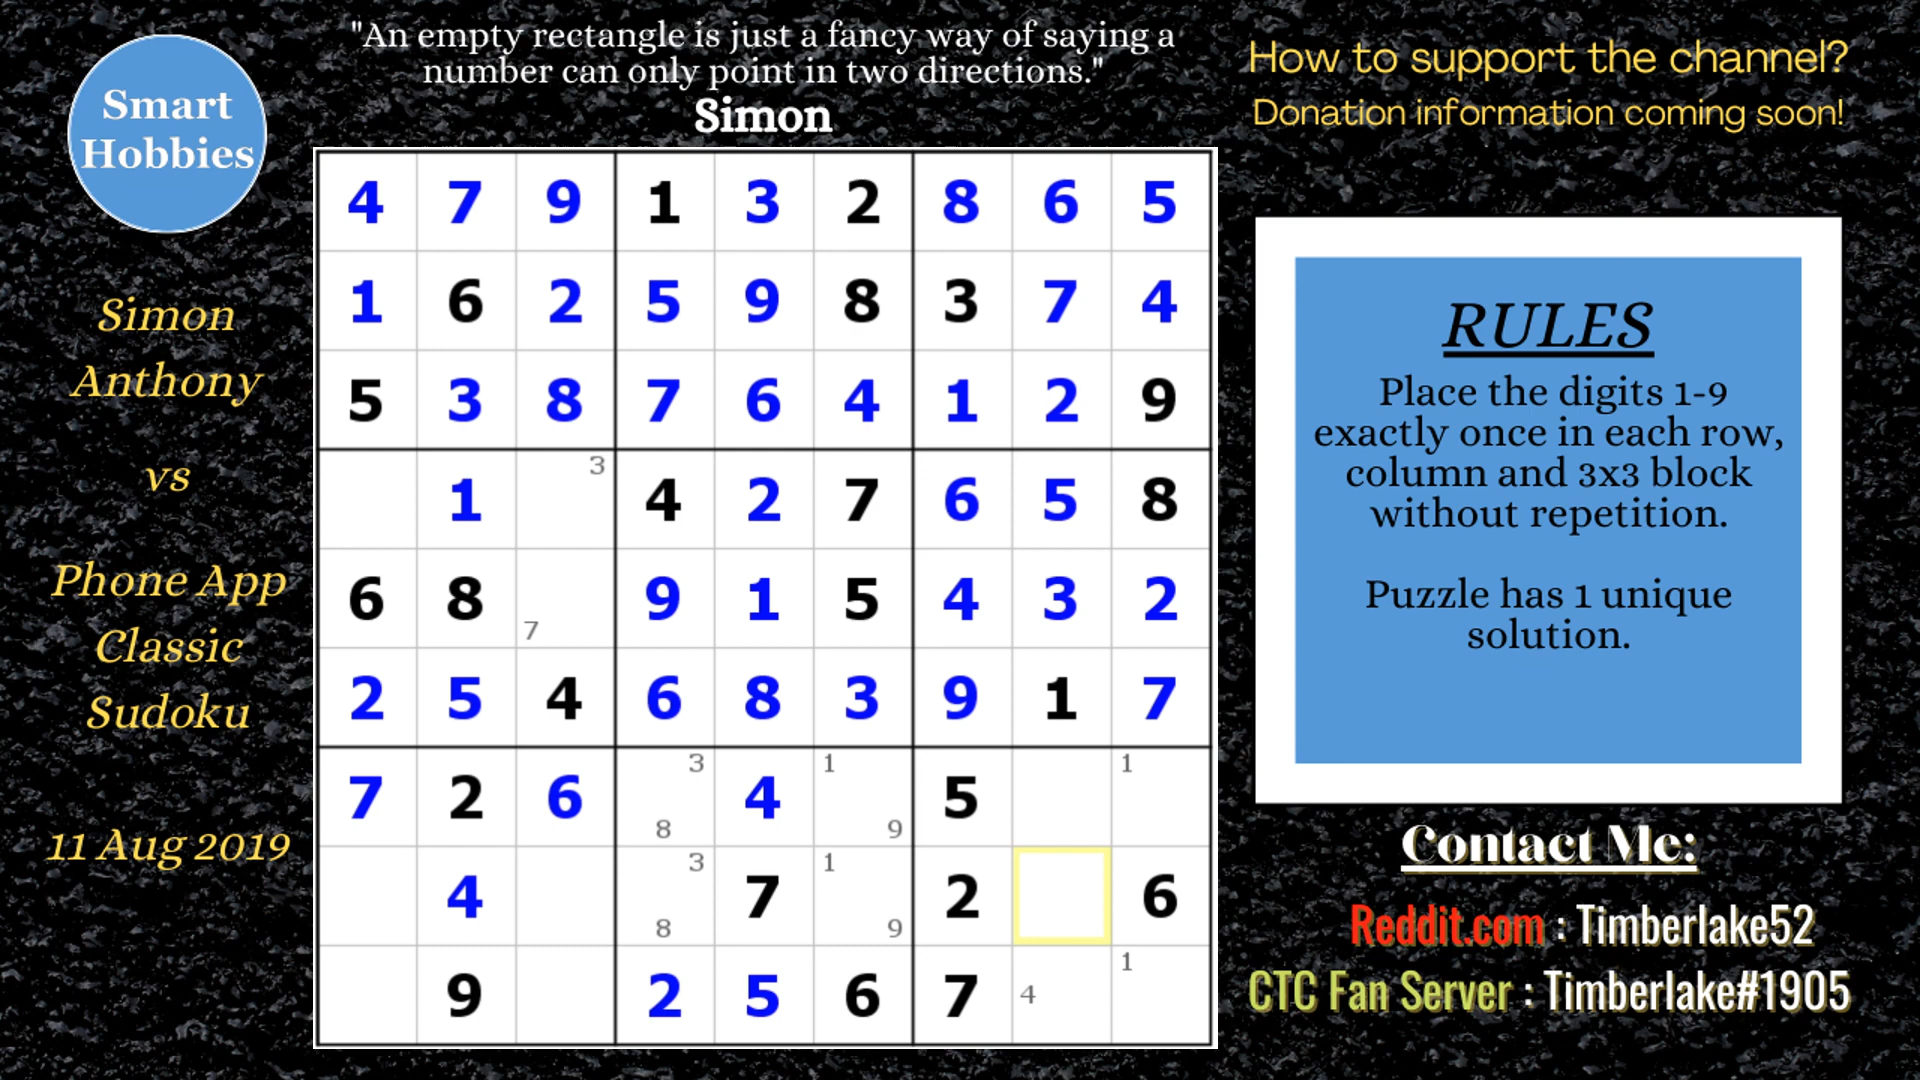 "An empty rectangle is just a fancy way of saying a
number can only point in two directions."
Simon
Smart
Hobbies
Simon
Anthony
vs
Phone App
Classic
Sudoku
11 Aug 2019
4 7 9 1 3 2 8 6 5
1 6 2 5 9 8 3 7 4
5 3 8 7 6 4 1 2 9
3
1 4 2 7 6 5 8
6 8 9 1 5 4 3 2
7
2 5 4 6 8 3 9 1 7
3 1 1
7 2 6 4 5
8 9
3 1
4 7 2 6
8 9
1
9 2 5 6 7 4
How to support the channel?
Donation information coming soon!
RULES
Place the digits 1-9
exactly once in each row,
column and 3x3 block
without repetition.
Puzzle has 1 unique
solution.
Contact Me:
Reddit.com : Timberlake52
CTC Fan Server : Timberlake#1905